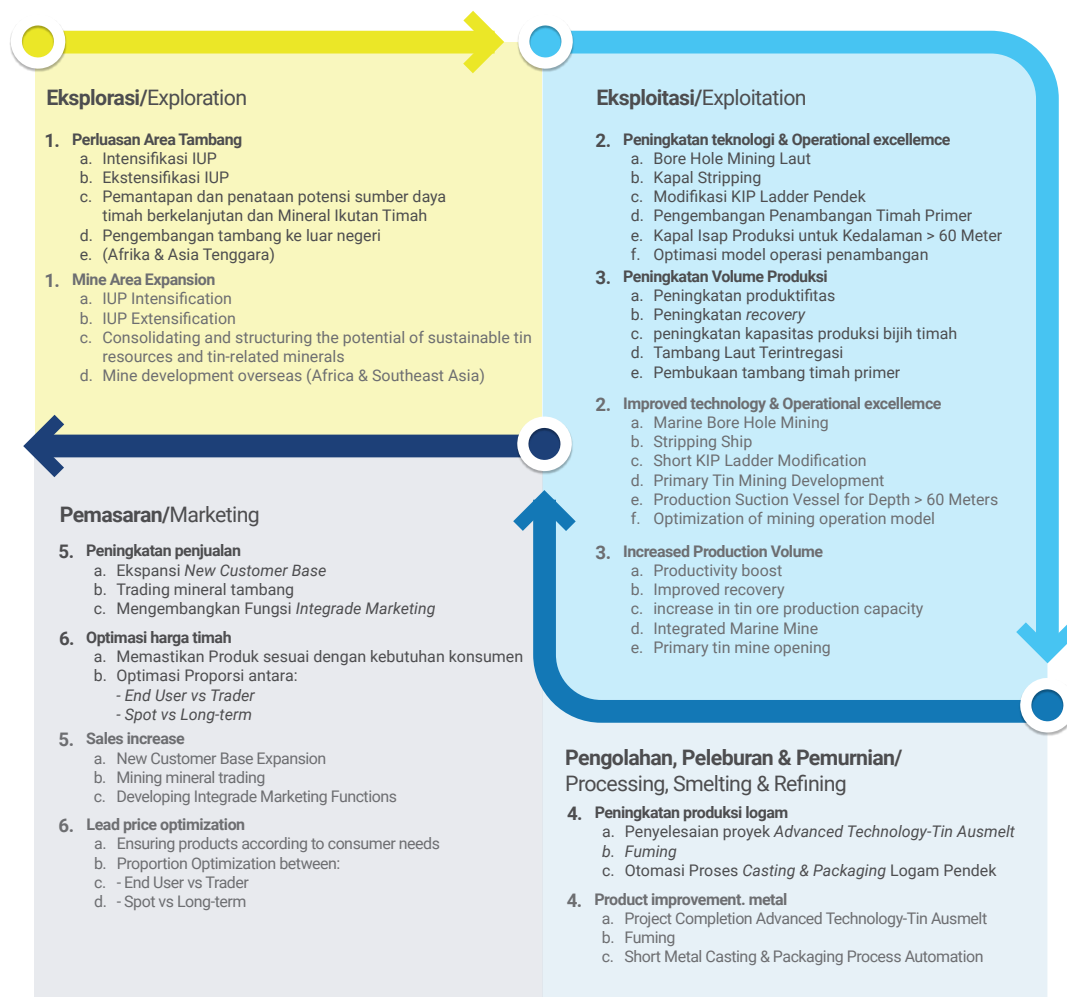 Eksplorasi/Exploration
1. Perluasan Area Tambang
a. Intensifikasi IUP
b. Ekstensifikasi IUP
c. Pemantapan dan penataan potensi sumber daya
timah berkelanjutan dan Mineral Ikutan Timah
d. Pengembangan tambang ke luar negeri
e. (Afrika & Asia Tenggara)
1. Mine Area Expansion
a. IUP Intensification
b. IUP Extensification
c. Consolidating and structuring the potential of sustainable tin
resources and tin-related minerals
d. Mine development overseas (Africa & Southeast Asia)
Eksploitasi/Exploitation
2. Peningkatan teknologi & Operational excellemce
a. Bore Hole Mining Laut
b. Kapal Stripping
c. Modifikasi KIP Ladder Pendek
d. Pengembangan Penambangan Timah Primer
e. Kapal Isap Produksi untuk Kedalaman > 60 Meter
f. Optimasi model operasi penambangan
3. Peningkatan Volume Produksi
a. Peningkatan produktifitas
b. Peningkatan recovery
c. peningkatan kapasitas produksi bijih timah
d. Tambang Laut Terintregasi
e. Pembukaan tambang timah primer
2. Improved technology & Operational excellemce
a. Marine Bore Hole Mining
b. Stripping Ship
c. Short KIP Ladder Modification
d. Primary Tin Mining Development
e. Production Suction Vessel for Depth > 60 Meters
f. Optimization of mining operation model
3. Increased Production Volume
a. Productivity boost
b. Improved recovery
c. increase in tin ore production capacity
d. Integrated Marine Mine
e. Primary tin mine opening
Pengolahan, Peleburan & Pemurnian/
Processing, Smelting & Refining
4. Peningkatan produksi logam
a. Penyelesaian proyek Advanced Technology-Tin Ausmelt
b. Fuming
c. Otomasi Proses Casting & Packaging Logam Pendek
4. Product improvement. metal
a. Project Completion Advanced Technology-Tin Ausmelt
b. Fuming
c. Short Metal Casting & Packaging Process Automation
Pemasaran/Marketing
5. Peningkatan penjualan
a. Ekspansi New Customer Base
b. Trading mineral tambang
c. Mengembangkan Fungsi Integrade Marketing
6. Optimasi harga timah
a. Memastikan Produk sesuai dengan kebutuhan konsumen
b. Optimasi Proporsi antara:
- End User vs Trader
- Spot vs Long-term
5. Sales increase
a. New Customer Base Expansion
b. Mining mineral trading
c. Developing Integrade Marketing Functions
6. Lead price optimization
a. Ensuring products according to consumer needs
b. Proportion Optimization between:
c. - End User vs Trader
d. - Spot vs Long-term